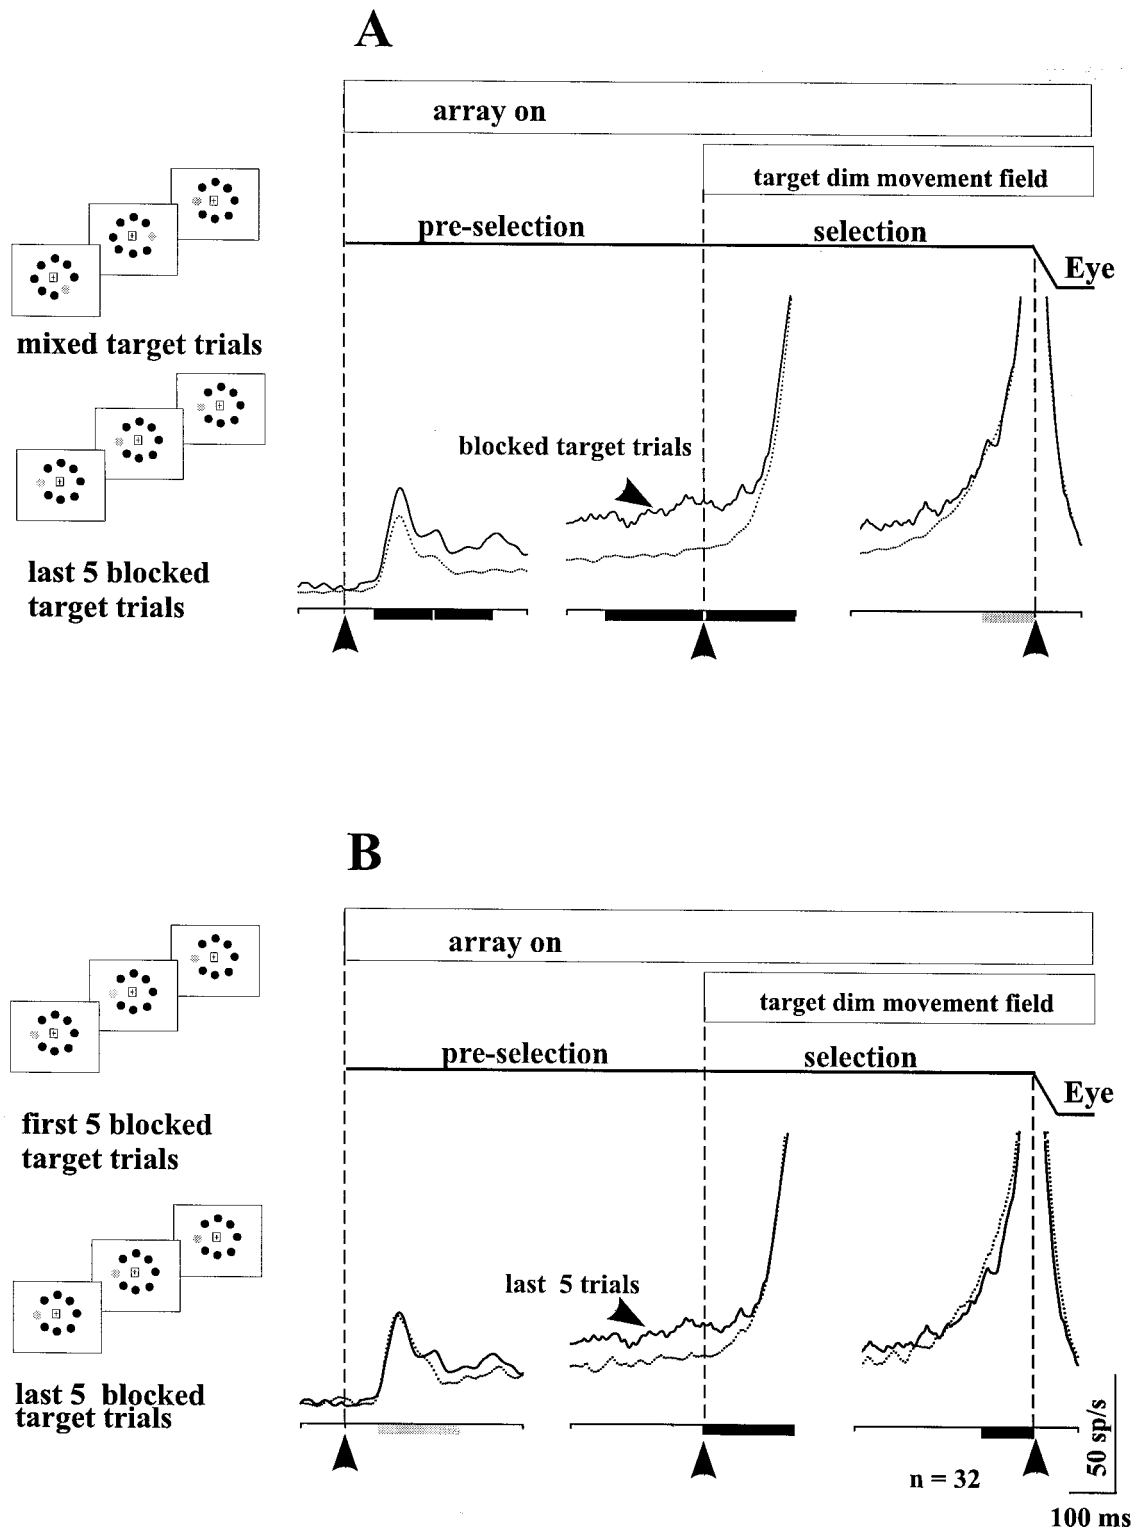 A
array on
target dim movement field
pre-selection
selection
Eye
mixed target trials
blocked target trials
last 5 blocked
target trials
B
array on
target dim movement field
pre-selection
selection
Eye
first 5 blocked
target trials
last 5 trials
last 5 blocked
target trials
n = 32
50 sp/s
100 ms